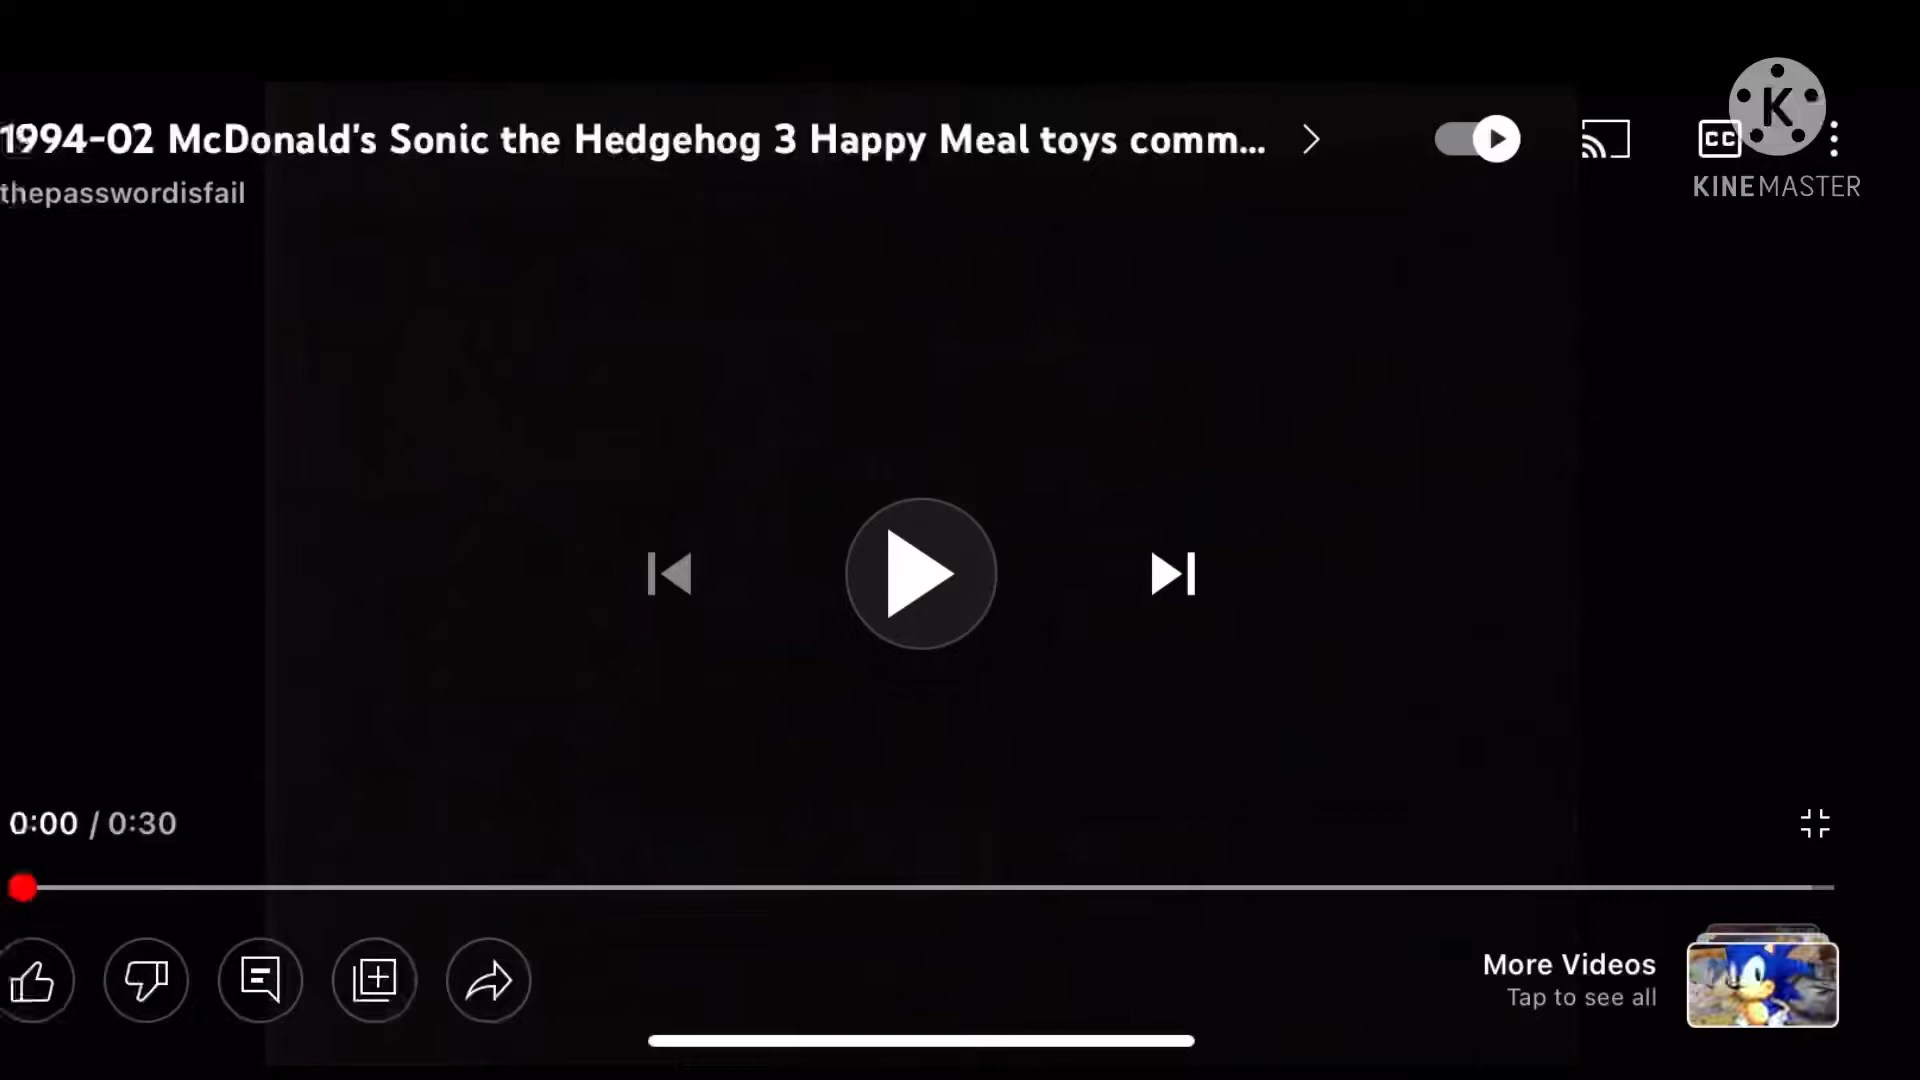 1994-02 McDonald's Sonic the Hedgehog 3 Happy Meal toys comm...
thepasswordisfail
CC
K
KINEMASTER
0:00 / 0:30
More Videos
Tap to see all